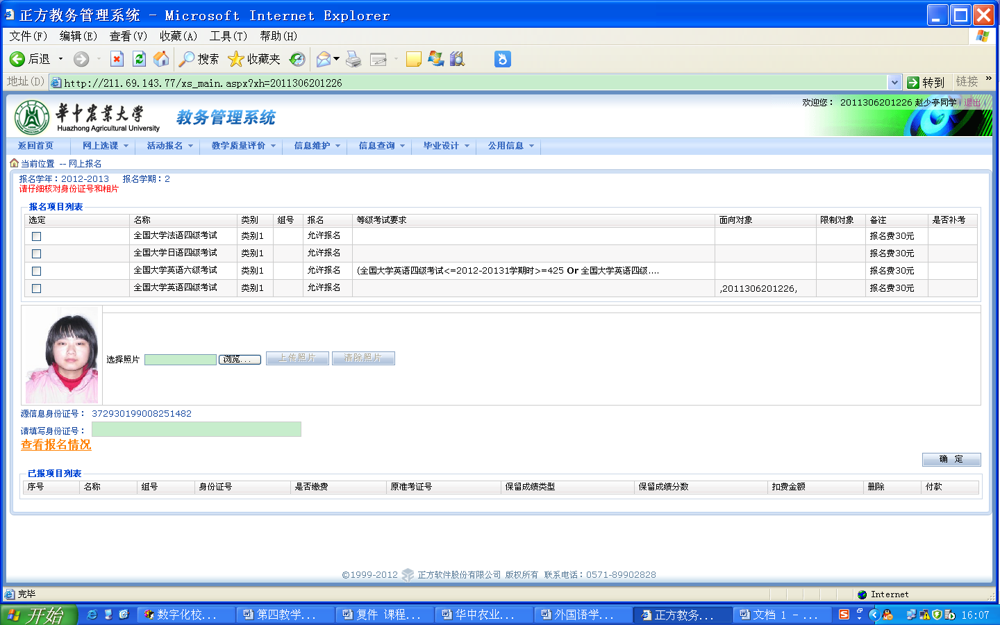 正方教务管理系统 - Microsoft Internet Explorer
文件(F) 编辑(E) 查看(V) 收藏(A) 工具(T) 帮助(H)
后退 搜索 收藏夹
地址(D) http://211.69.143.77/xs_main.aspx?xh=2011306201226 转到 链接 »
华中农业大学 Huazhong Agricultural University 教务管理系统 欢迎您： 2011306201226 赵少亭同学 退出
返回首页 网上选课 活动报名 教学质量评价 信息维护 信息查询 毕业设计 公用信息
当前位置 -- 网上报名
报名学年：2012-2013 报名学期：2
请仔细核对身份证号和相片
报名项目列表
选定 名称 类别 组号 报名 等级考试要求 面向对象 限制对象 备注 是否补考
全国大学法语四级考试 类别1 允许报名 报名费30元
全国大学日语四级考试 类别1 允许报名 报名费30元
全国大学英语六级考试 类别1 允许报名 (全国大学英语四级考试<=2012-20131学期时>=425 Or 全国大学英语四级.... 报名费30元
全国大学英语四级考试 类别1 允许报名 ,2011306201226, 报名费30元
选择照片 浏览... 上传照片 清除照片
源信息身份证号： 372930199008251482
请填写身份证号：
查看报名情况
确 定
已报项目列表
序号 名称 组号 身份证号 是否缴费 原准考证号 保留成绩类型 保留成绩分数 扣费金额 删除 付款
©1999-2012 正方软件股份有限公司 版权所有 联系电话：0571-89902828
完毕 Internet
开始 数字化校... 第四教学... 复件 课程... 华中农业... 外国语学... 正方教务... 文档 1 - ... 16:07